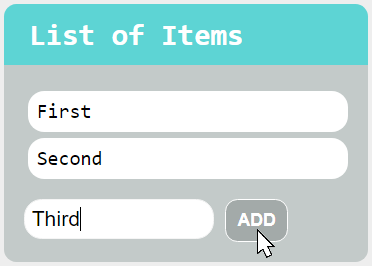 List of Items
First
Second
Third
ADD